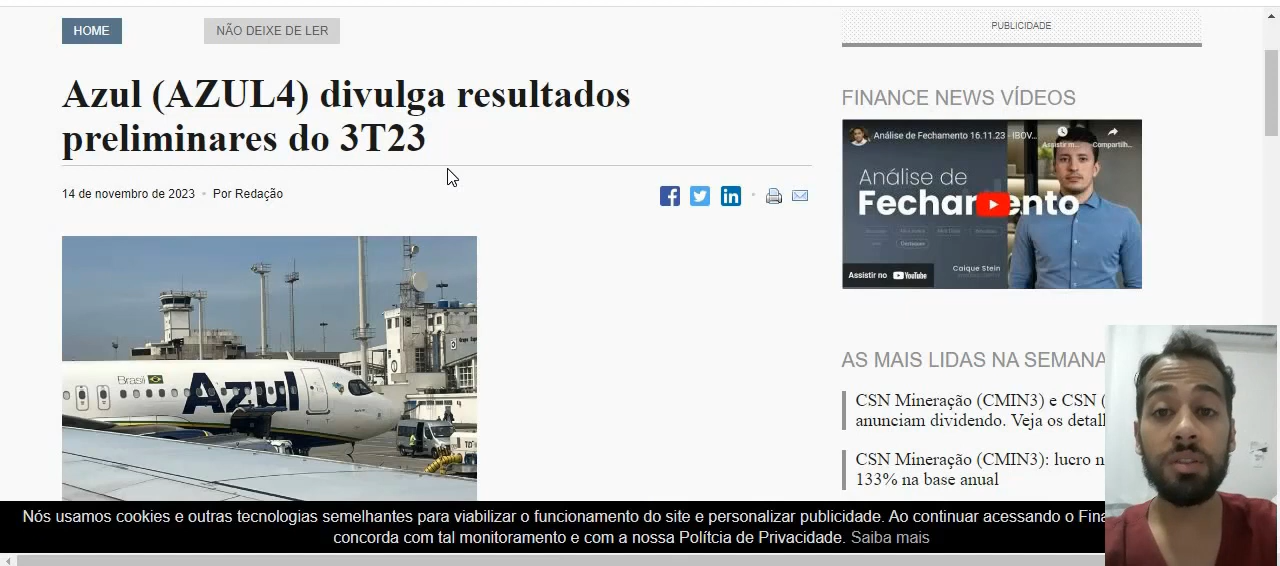 HOME
NÃO DEIXE DE LER
Azul (AZUL4) divulga resultados
preliminares do 3T23
14 de novembro de 2023 • Por Redação
Brasil
Azul
PUBLICIDADE
FINANCE NEWS VÍDEOS
Análise de Fechamento 16.11.23 - IBOV...
Assistir m...
Compartilh...
Análise de
Fechamento
Assistir no YouTube
Caique Stein
AS MAIS LIDAS NA SEMANA
CSN Mineração (CMIN3) e CSN (
anunciam dividendo. Veja os detal
CSN Mineração (CMIN3): lucro
133% na base anual
Nós usamos cookies e outras tecnologias semelhantes para viabilizar o funcionamento do site e personalizar publicidade. Ao continuar acessando o Fina
concorda com tal monitoramento e com a nossa Polítcia de Privacidade. Saiba mais